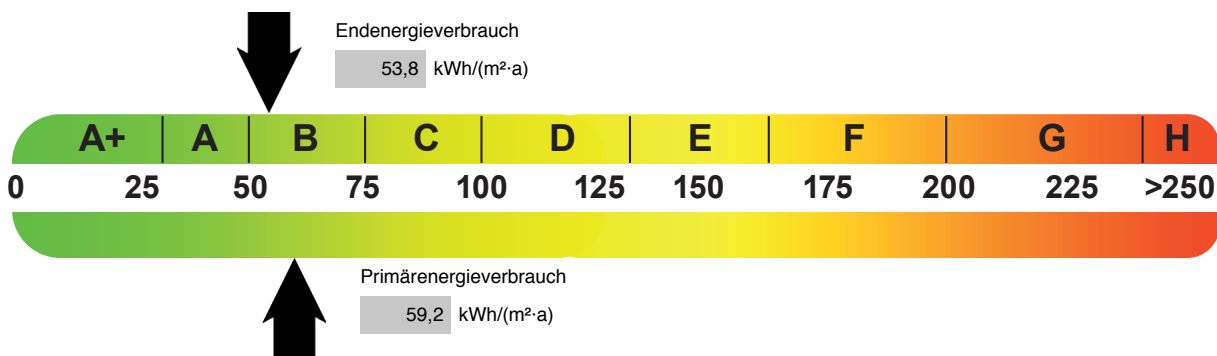 Endenergieverbrauch
53,8 kWh/(m²·a)
A+ A B C D E F G H
0 25 50 75 100 125 150 175 200 225 >250
Primärenergieverbrauch
59,2 kWh/(m²·a)